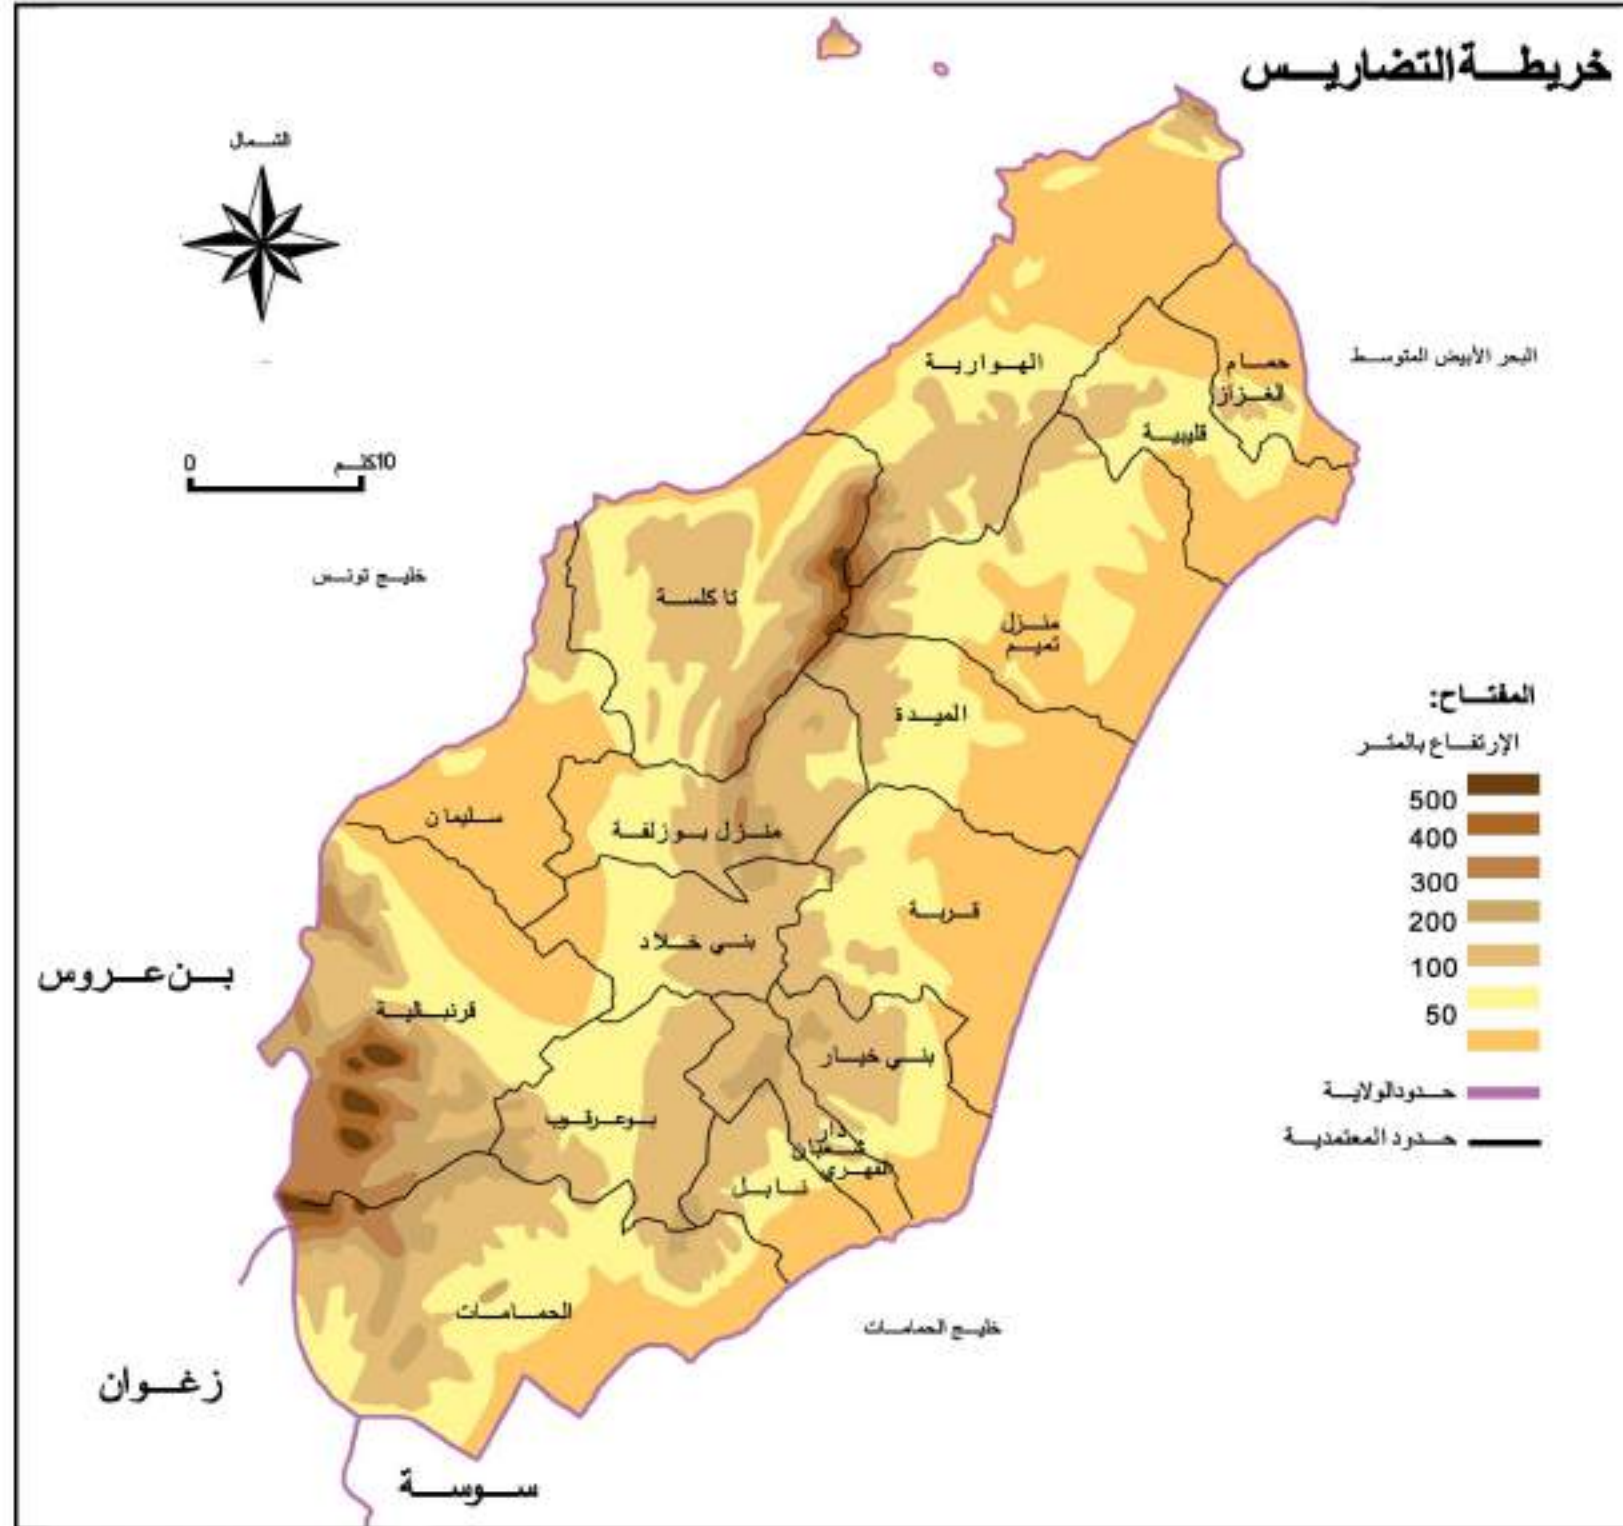 خريطة التضاريس
الشمال
البحر الأبيض المتوسط
الهوارية
حمام
الغزاز
قليبية
0 10كلم
خليج تونس
تاكلسة
منزل
تميم
الميدة
سليمان
منزل بوزلفة
قربة
بني خلاد
بن عروس
قرنبالية
بني خيار
بوعرقوب
دار
شعبان
الفهري
نابل
الحمامات
خليج الحمامات
زغوان
سوسة
المفتاح:
الإرتفاع بالمتر
500
400
300
200
100
50
حدود الولاية
حدود المعتمدية